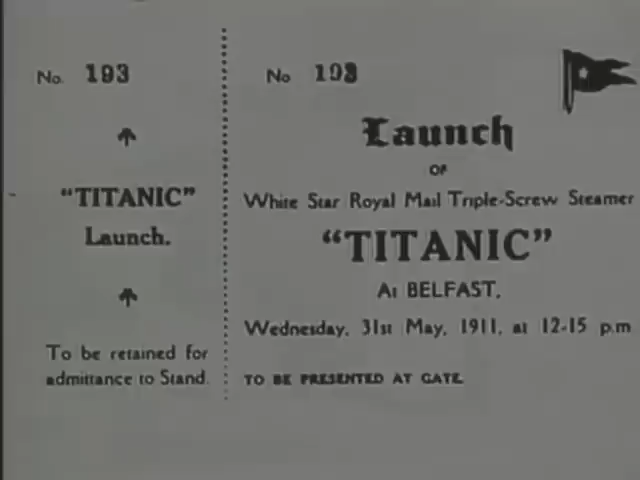 No. 193
"TITANIC"
Launch.
To be retained for
admittance to Stand.
No 193
Launch
OF
White Star Royal Mail Triple-Screw Steamer
"TITANIC"
At BELFAST,
Wednesday, 31st May, 1911, at 12-15 p.m
TO BE PRESENTED AT GATE